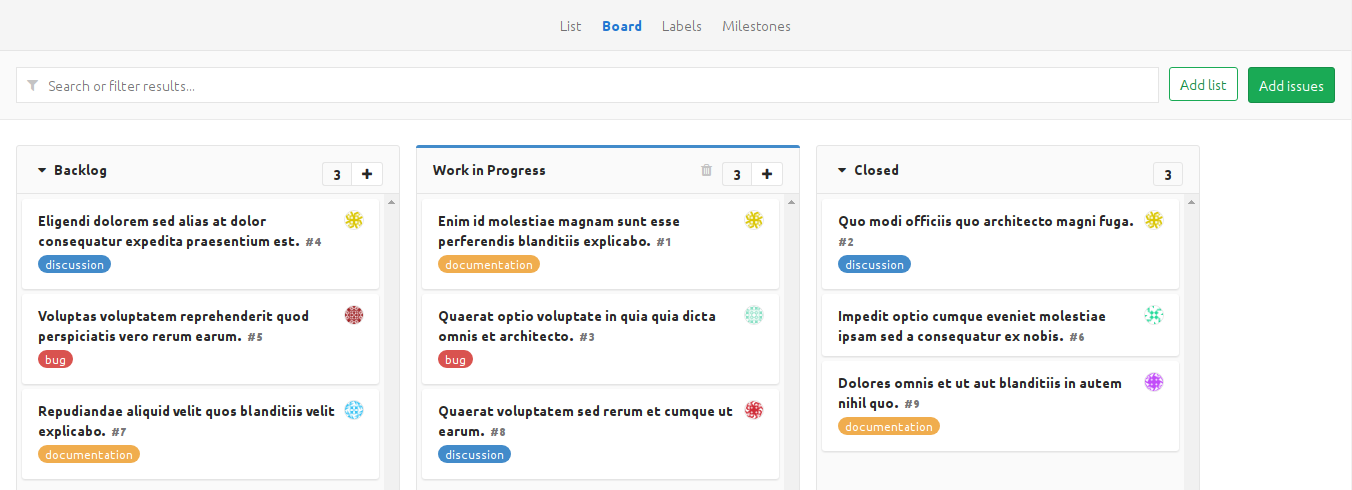 List Board Labels Milestones
Search or filter results... Add list Add issues
Backlog 3
Eligendi dolorem sed alias at dolor
consequatur expedita praesentium est. #4
discussion
Voluptas voluptatem reprehenderit quod
perspiciatis vero rerum earum. #5
bug
Repudiandae aliquid velit quos blanditiis velit
explicabo. #7
documentation
Work in Progress 3
Enim id molestiae magnam sunt esse
perferendis blanditiis explicabo. #1
documentation
Quaerat optio voluptate in quia quia dicta
omnis et architecto. #3
bug
Quaerat voluptatem sed rerum et cumque ut
earum. #8
discussion
Closed 3
Quo modi officiis quo architecto magni fuga.
#2
discussion
Impedit optio cumque eveniet molestiae
ipsam sed a consequatur ex nobis. #6
Dolores omnis et ut aut blanditiis in autem
nihil quo. #9
documentation